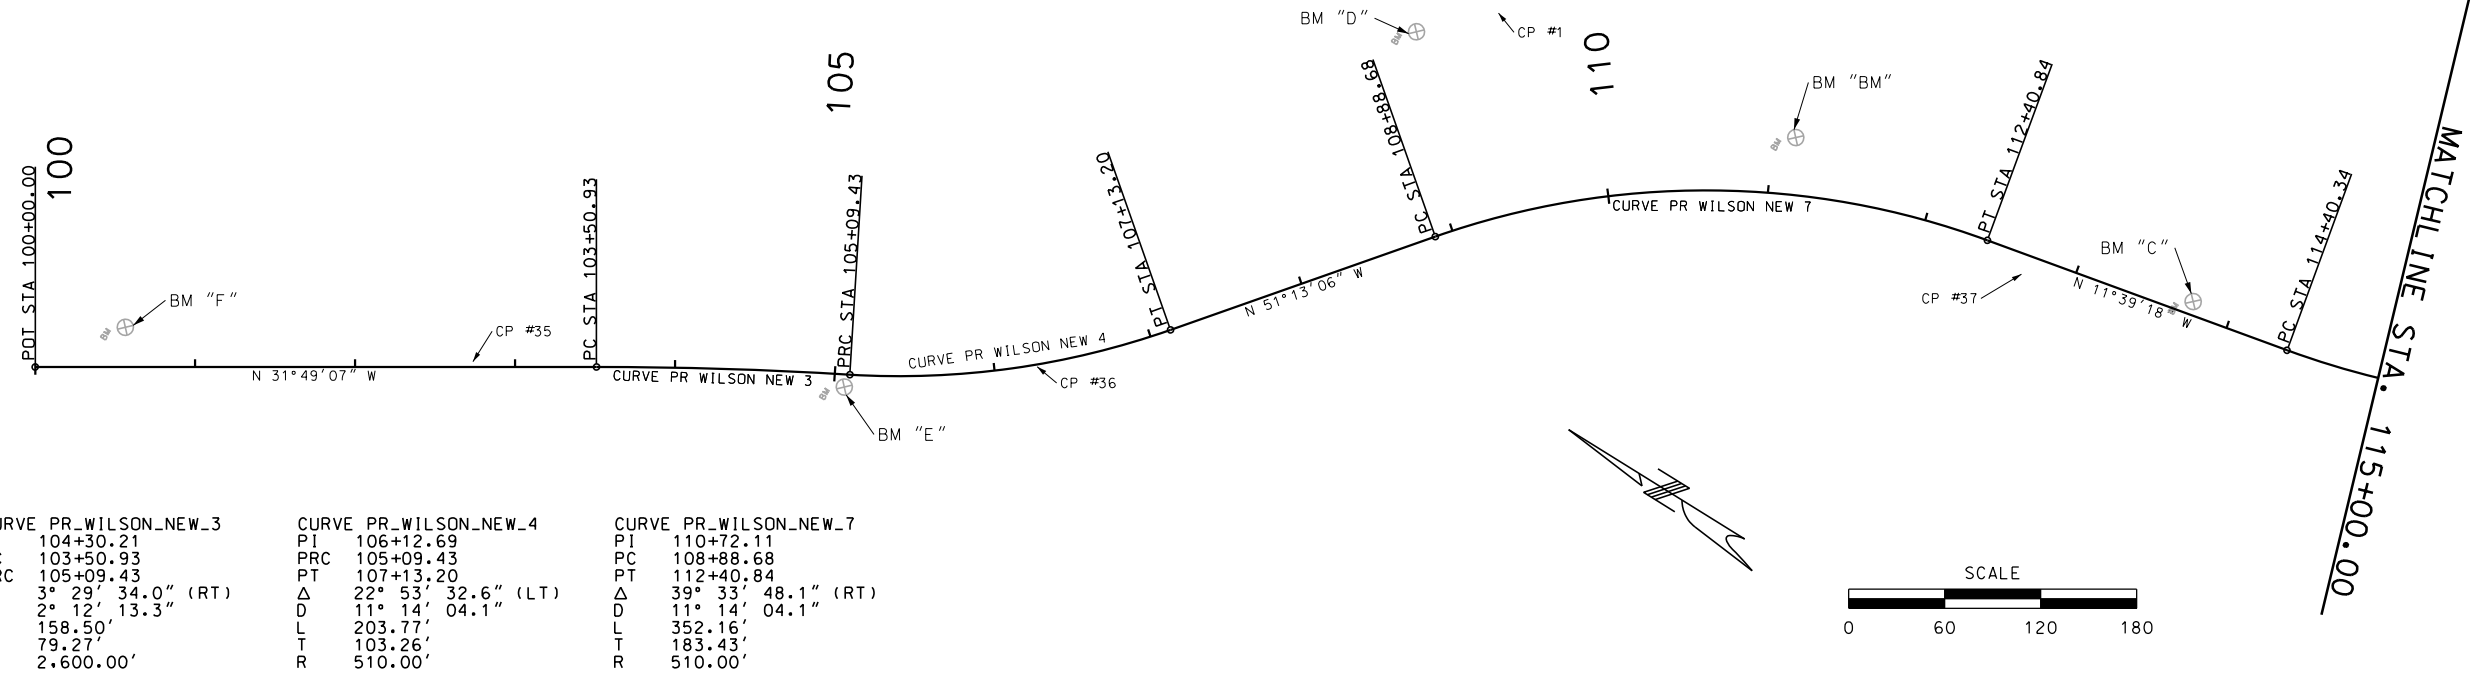 BM "D"
CP #1
105
110
100
BM "BM"
BM
BM
POT STA 100+00.00
PC STA 103+50.93
PRC STA 105+09.43
PT STA 107+13.20
PC STA 108+88.68
PT STA 112+40.84
PC STA 114+40.34
MATCHLINE STA. 115+00.00
BM "F"
BM
CP #35
CURVE PR WILSON NEW 7
BM "C"
BM
CP #37
N 31°49'07" W
CURVE PR WILSON NEW 3
CURVE PR WILSON NEW 4
N 51°13'06" W
N 11°39'18" W
BM
CP #36
BM "E"
RVE PR_WILSON_NEW_3
104+30.21
103+50.93
RC 105+09.43
3° 29' 34.0" (RT)
2° 12' 13.3"
158.50'
79.27'
2,600.00'
CURVE PR_WILSON_NEW_4
PI 106+12.69
PRC 105+09.43
PT 107+13.20
Δ 22° 53' 32.6" (LT)
D 11° 14' 04.1"
L 203.77'
T 103.26'
R 510.00'
CURVE PR_WILSON_NEW_7
PI 110+72.11
PC 108+88.68
PT 112+40.84
Δ 39° 33' 48.1" (RT)
D 11° 14' 04.1"
L 352.16'
T 183.43'
R 510.00'
N
SCALE
0 60 120 180